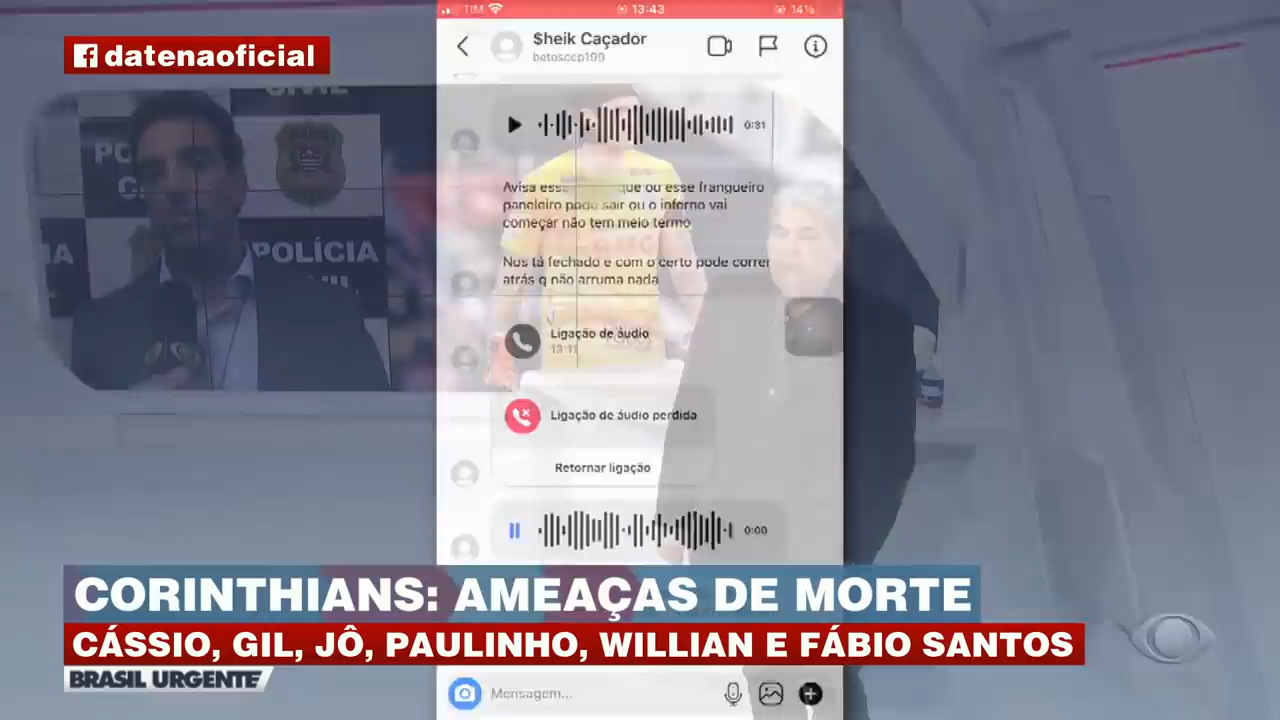 TIM 13:43 14%
datenaoficial
$heik Caçador
betosccp199
CIVIL
0:31
Avisa esse que ou esse frangueiro
paneleiro pode sair ou o inferno vai
começar não tem meio termo
Nos tá fechado e com o certo pode correr
atrás q não arruma nada
POLÍCIA
Ligação de áudio
13:11
Ligação de áudio perdida
Retornar ligação
0:00
CORINTHIANS: AMEAÇAS DE MORTE
CÁSSIO, GIL, JÔ, PAULINHO, WILLIAN E FÁBIO SANTOS
BRASIL URGENTE
Mensagem...